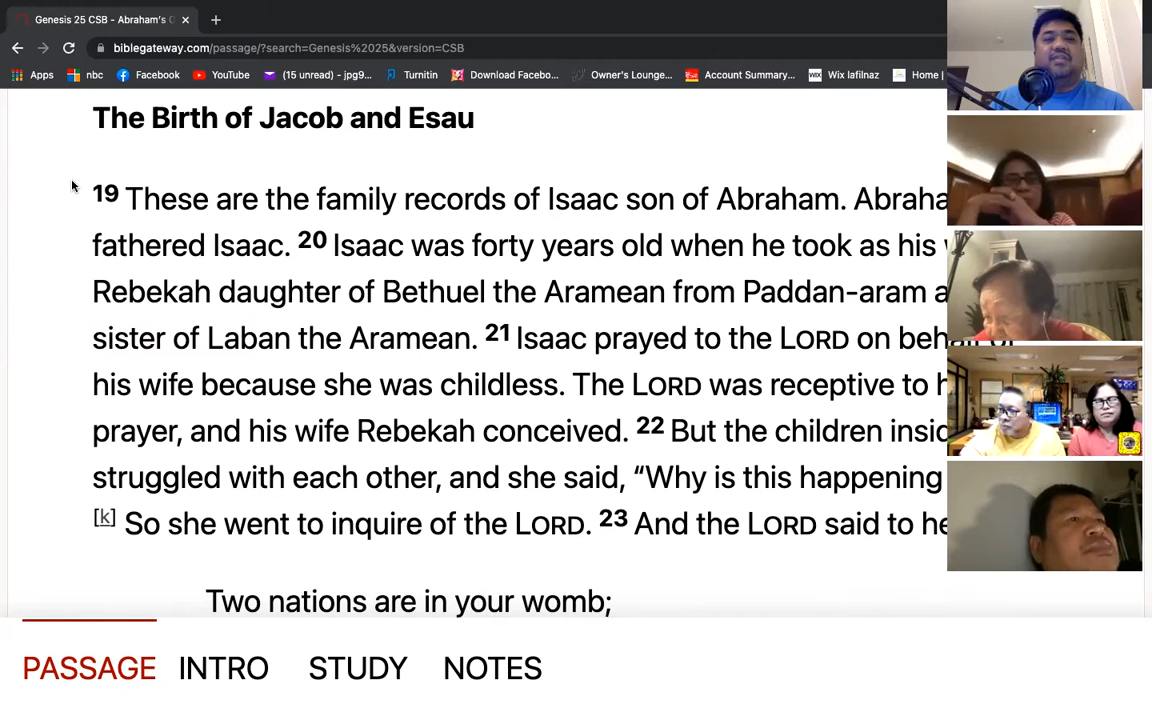 Genesis 25 CSB - Abraham's
biblegateway.com/passage/?search=Genesis%2025&version=CSB
Apps nbc Facebook YouTube (15 unread) - jpg9... Turnitin Download Facebo... Owner's Lounge... Account Summary... WIX Wix lafilnaz Home |
The Birth of Jacob and Esau
19 These are the family records of Isaac son of Abraham. Abraha
fathered Isaac. 20 Isaac was forty years old when he took as his
Rebekah daughter of Bethuel the Aramean from Paddan-aram a
sister of Laban the Aramean. 21 Isaac prayed to the LORD on behalf of
his wife because she was childless. The LORD was receptive to h
prayer, and his wife Rebekah conceived. 22 But the children insid
struggled with each other, and she said, “Why is this happening
[k] So she went to inquire of the LORD. 23 And the LORD said to he
Two nations are in your womb;
PASSAGE INTRO STUDY NOTES